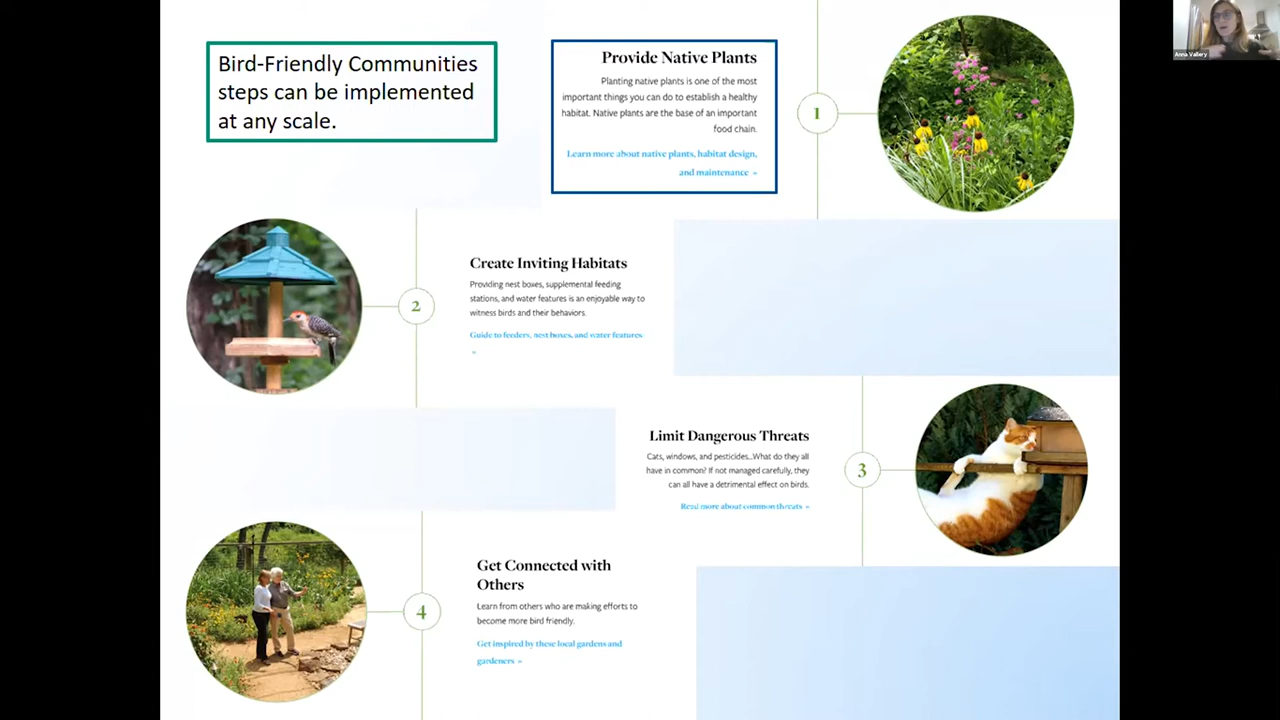 Bird-Friendly Communities
steps can be implemented
at any scale.
Provide Native Plants
Planting native plants is one of the most
important things you can do to establish a healthy
habitat. Native plants are the base of an important
food chain.
Learn more about native plants, habitat design,
and maintenance »
1
2
Create Inviting Habitats
Providing nest boxes, supplemental feeding
stations, and water features is an enjoyable way to
witness birds and their behaviors.
Guide to feeders, nest boxes, and water features
»
Limit Dangerous Threats
Cats, windows, and pesticides...What do they all
have in common? If not managed carefully, they
can all have a detrimental effect on birds.
Read more about common threats »
3
4
Get Connected with
Others
Learn from others who are making efforts to
become more bird friendly.
Get inspired by these local gardens and
gardeners »
Anna Vallery